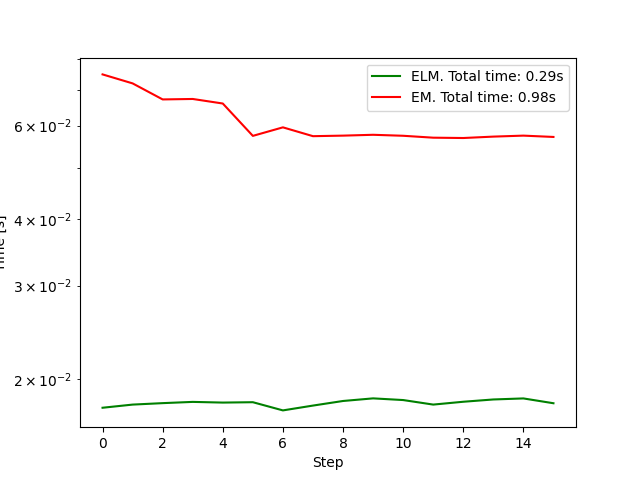 ELM. Total time: 0.29s
EM. Total time: 0.98s
6 × 10⁻²
4 × 10⁻²
3 × 10⁻²
2 × 10⁻²
0 2 4 6 8 10 12 14
Step